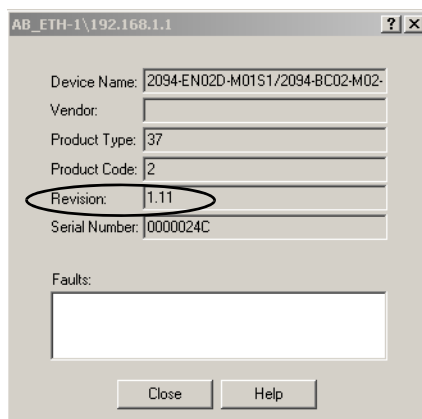 AB_ETH-1\192.168.1.1 ? X
Device Name: 2094-EN02D-M01S1/2094-BC02-M02-
Vendor:
Product Type: 37
Product Code: 2
Revision: 1.11
Serial Number: 0000024C
Faults:
Close Help